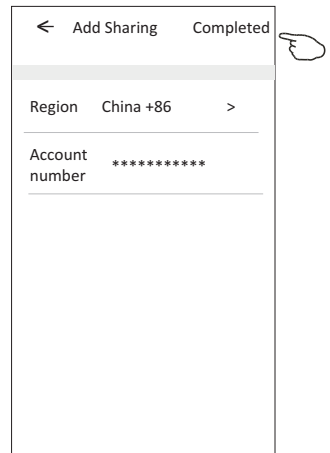 ← Add Sharing Completed
Region China +86 >
Account
number ***********